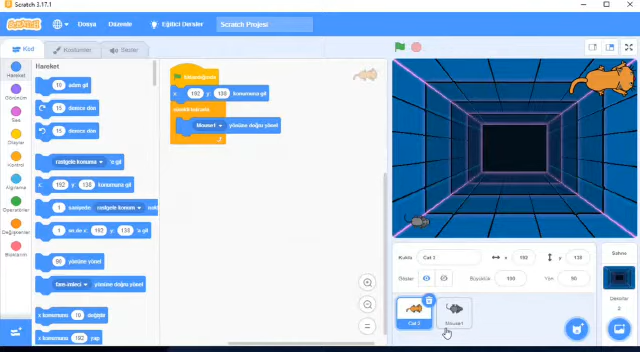 Scratch 3.17.1
SCRATCH
Dosya
Düzenle
Eğitici Dersler
Scratch Projesi
Kod
Kostümler
Sesler
Hareket
Hareket
Görünüm
Ses
Olaylar
Kontrol
Algılama
Operatörler
Değişkenler
Bloklarım
10 adım git
15 derece dön
15 derece dön
rastgele konuma 'a git
x: 192 y 138 konumuna git
1 saniyede rastgele konum
1 sn.de x: 192 y: 138 'a git
90 yönüne yönel
fare imleci yönüne doğru yönel
x konumunu 10 değiştir
x konumunu 192 yap
x: 192 y 138 konumuna git
Mouse1 yönüne doğru yönel
Kukla
Cat 2
x 192
y 138
Göster
Büyüklük 100
Yön 90
Cat 2
Mouse1
Sahne
Dekorlar
2